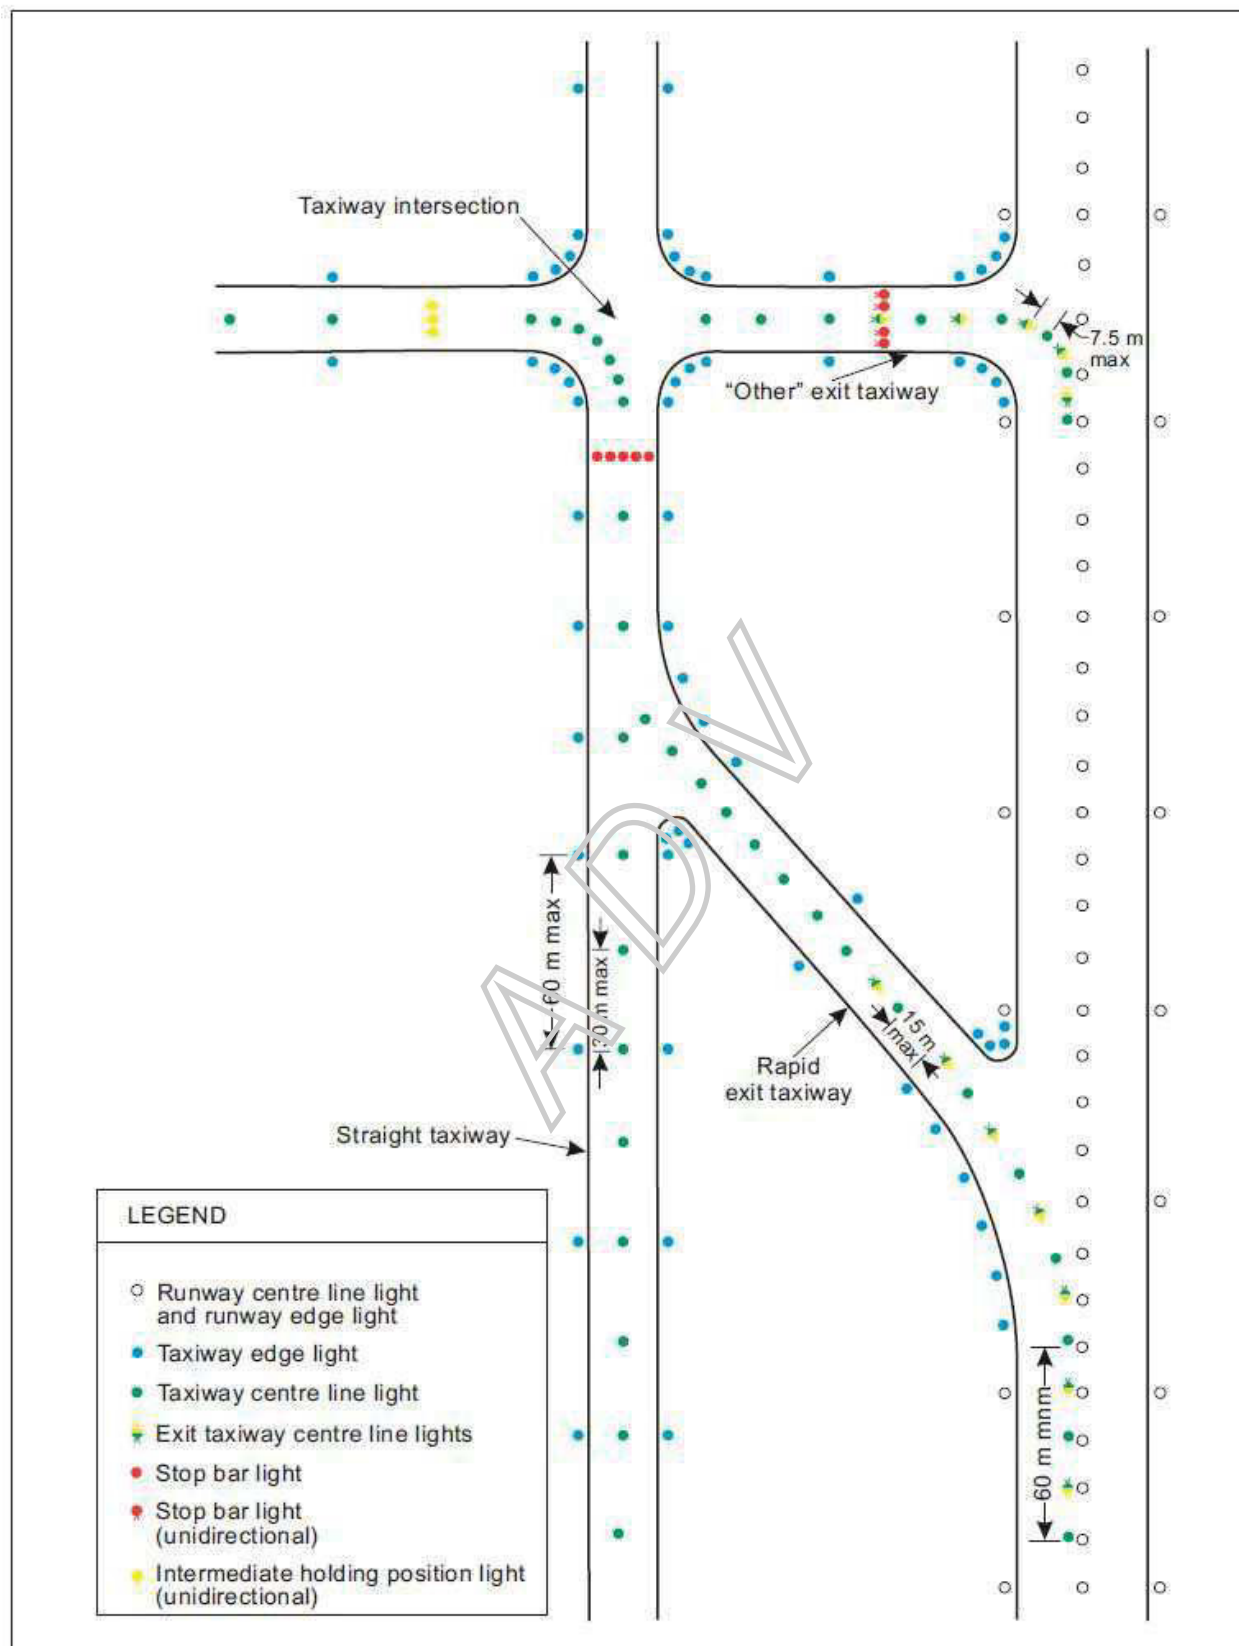 Taxiway intersection
7.5 m
max
“Other” exit taxiway
60 m max
30 m max
15 m
max
Rapid
exit taxiway
Straight taxiway
60 m mnm
LEGEND
Runway centre line light
and runway edge light
Taxiway edge light
Taxiway centre line light
Exit taxiway centre line lights
Stop bar light
Stop bar light
(unidirectional)
Intermediate holding position light
(unidirectional)
ADV